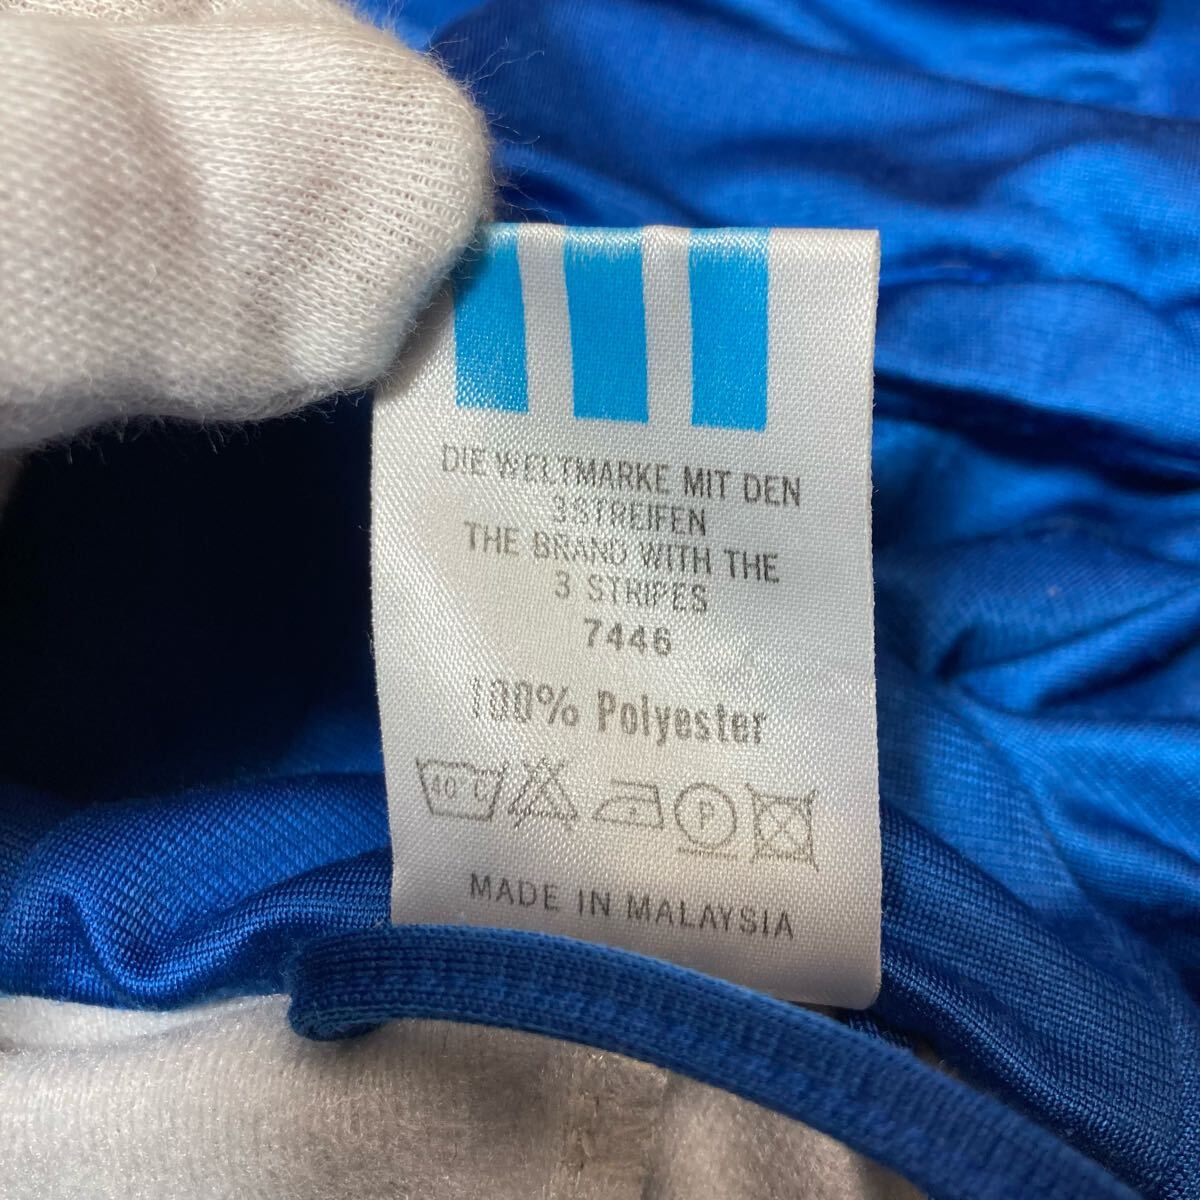 DIE WELTMARKE MIT DEN
3STREIFEN
THE BRAND WITH THE
3 STRIPES
7446
100% Polyester
40°C P
MADE IN MALAYSIA